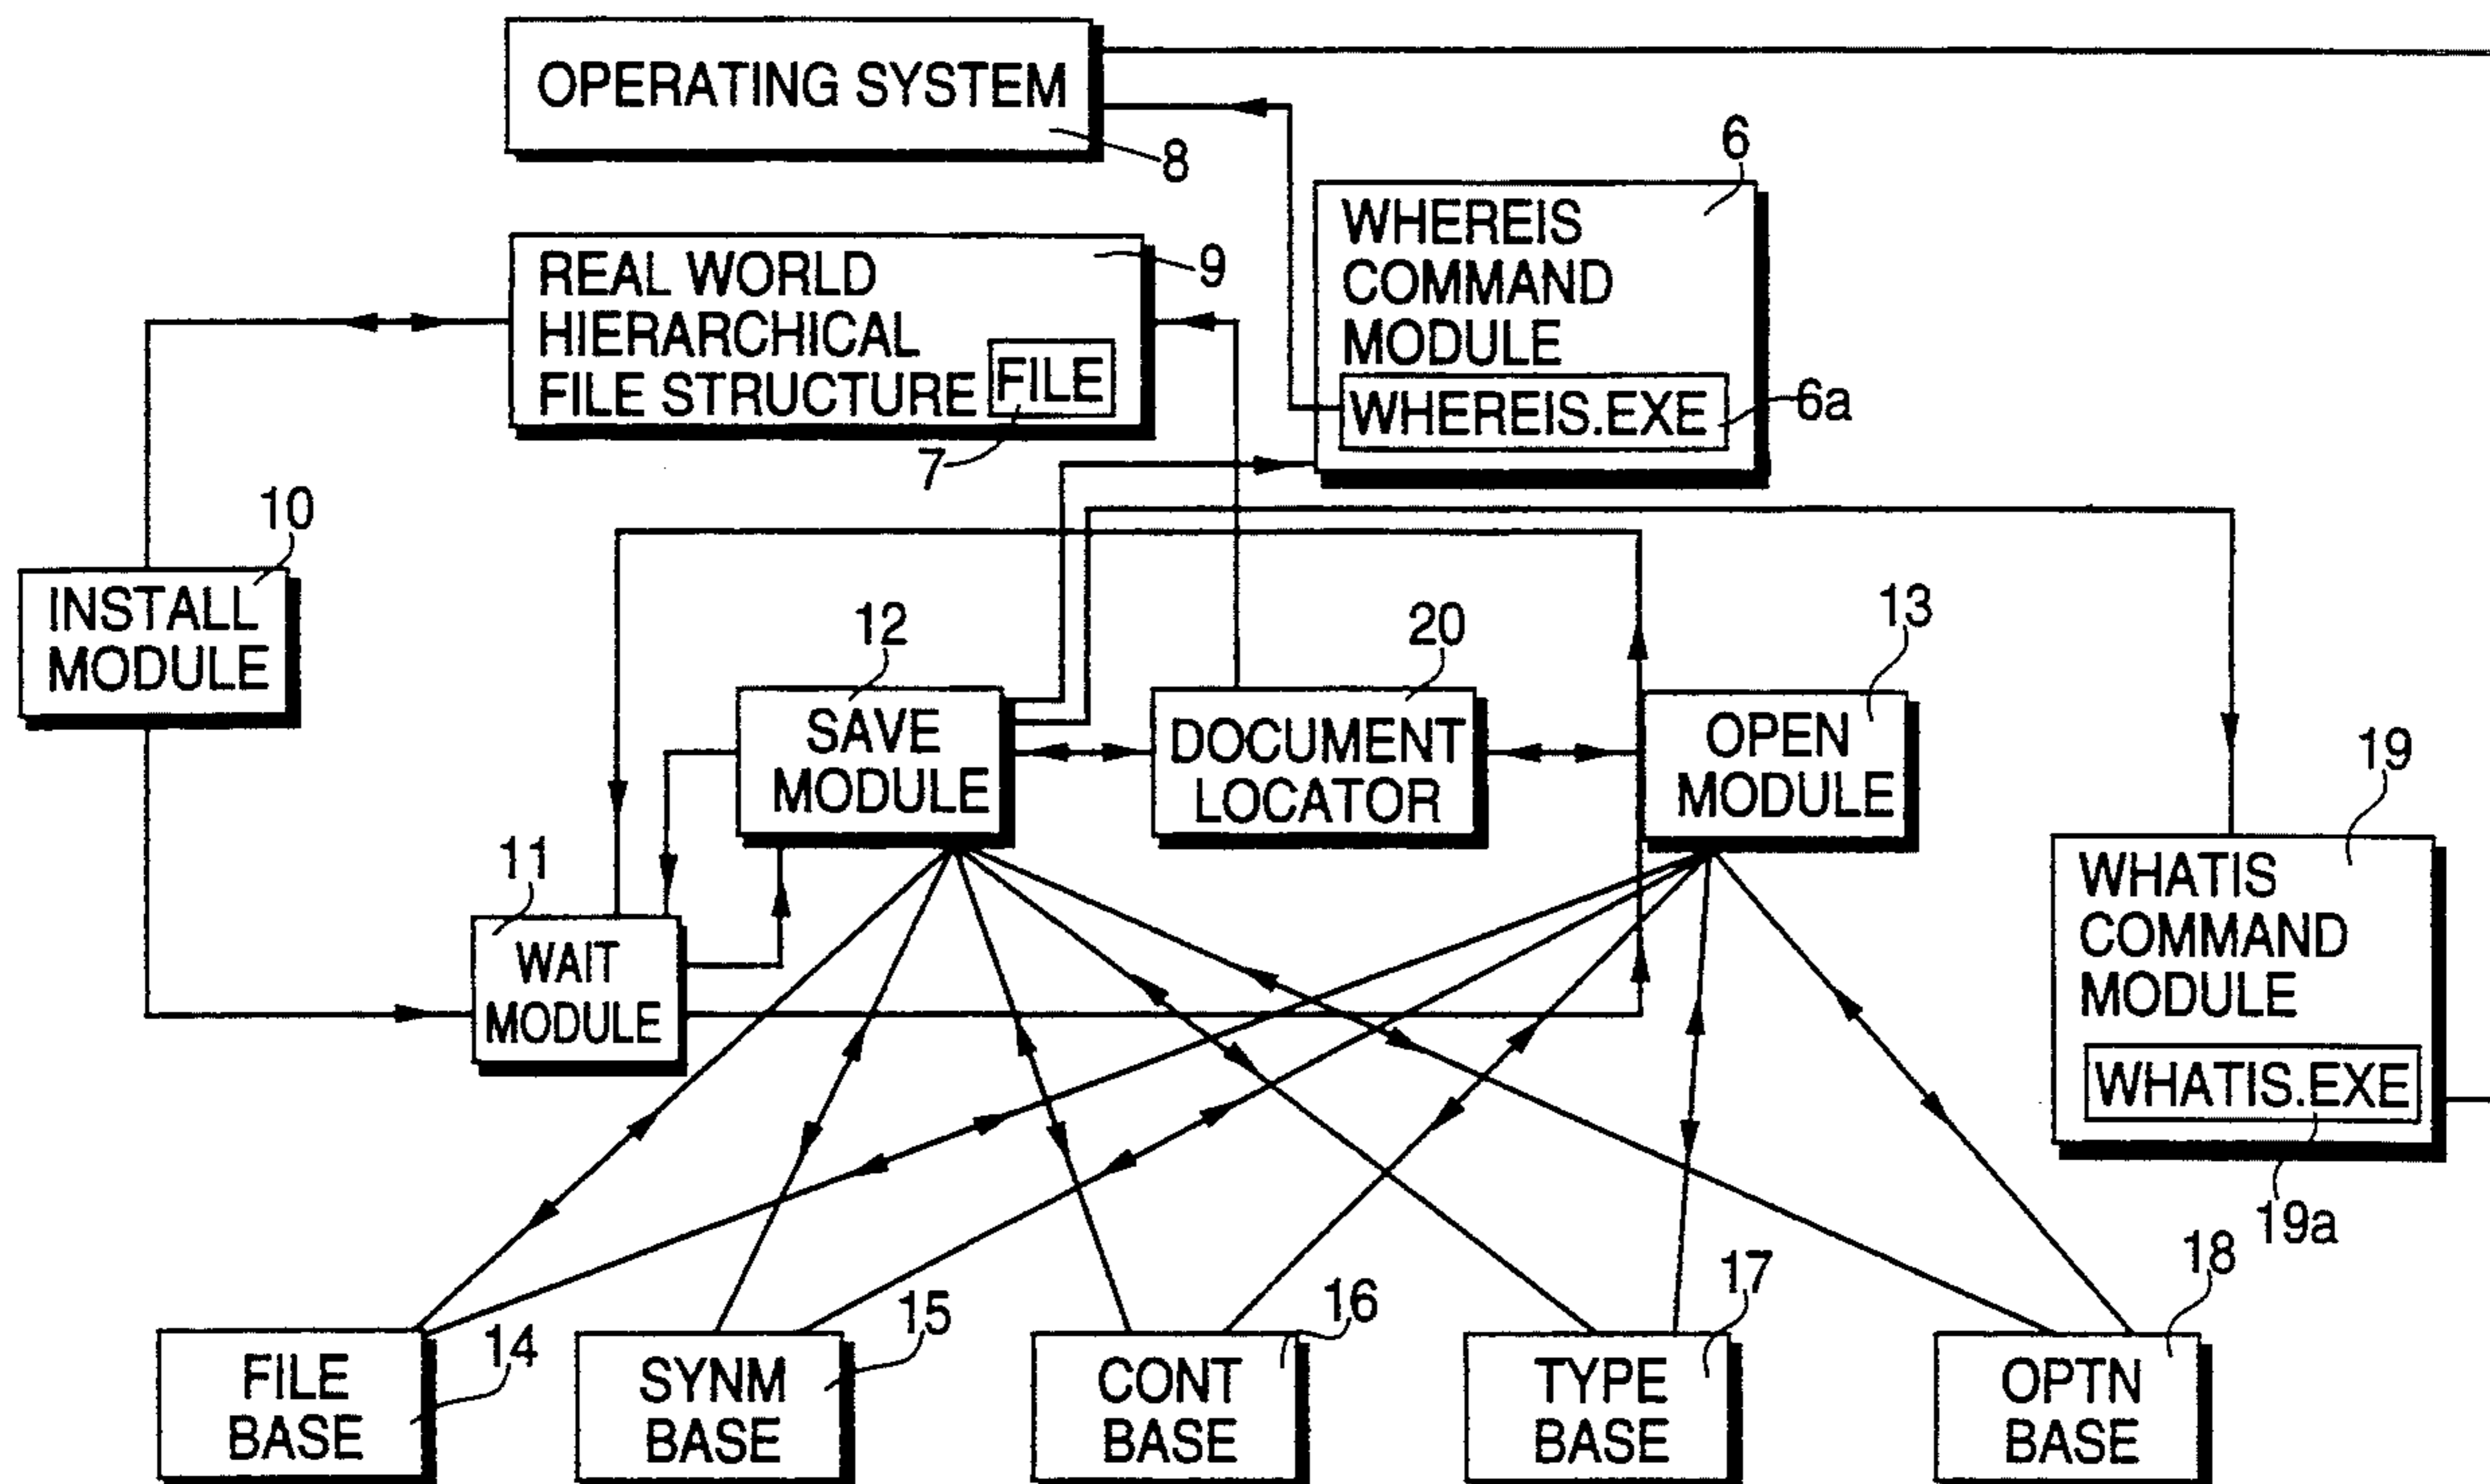 OPERATING SYSTEM
8
6
WHEREIS
COMMAND
MODULE
WHEREIS.EXE
6a
REAL WORLD
HIERARCHICAL
FILE STRUCTURE
FILE
9
7
10
INSTALL
MODULE
12
SAVE
MODULE
20
DOCUMENT
LOCATOR
13
OPEN
MODULE
19
WHATIS
COMMAND
MODULE
WHATIS.EXE
19a
11
WAIT
MODULE
14
FILE
BASE
15
SYNM
BASE
16
CONT
BASE
17
TYPE
BASE
18
OPTN
BASE